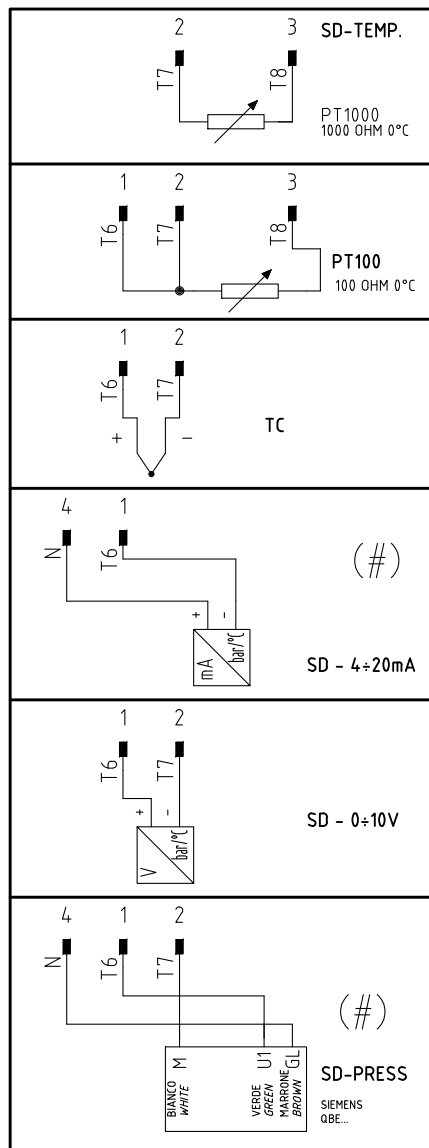 2 3 SD-TEMP.
T7 T8
PT1000
1000 OHM 0°C
1 2 3
T6 T7 T8
PT100
100 OHM 0°C
1 2
T6 T7
+ -
TC
4 1
N T6
(#)
+ -
mA bar/°C
SD - 4÷20mA
1 2
T6 T7
+ -
V bar/°C
SD - 0÷10V
4 1 2
N T6 T7
(#)
M U1 GL
BIANCO VERDE MARRONE
WHITE GREEN BROWN
SD-PRESS
SIEMENS
QBE...